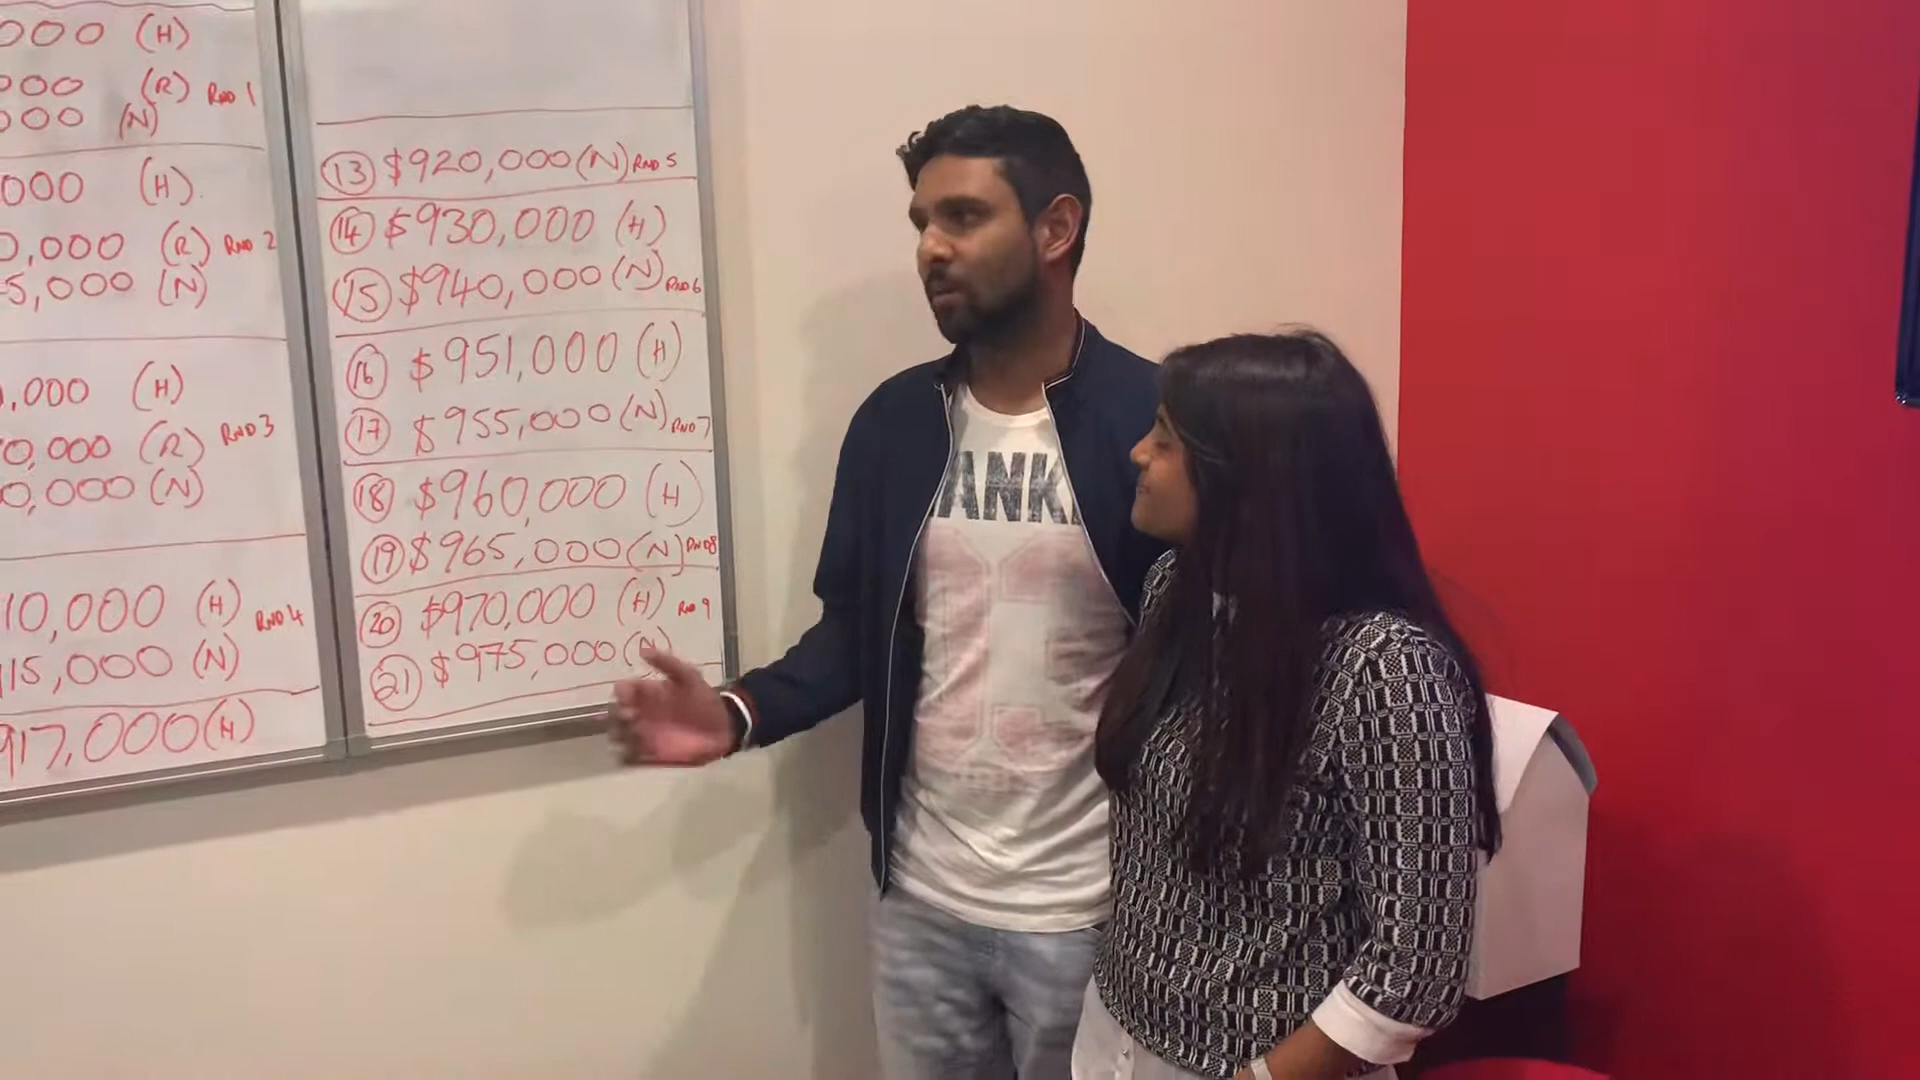 000 (H)
000 (R) RND 1
000 (N)
000 (H)
0,000 (R) RND 2
5,000 (N)
,000 (H)
0,000 (R) RND 3
0,000 (N)
10,000 (H) RND 4
15,000 (N)
917,000 (H)
13 $920,000 (N) RND 5
14 $930,000 (H)
15 $940,000 (N) RND 6
16 $951,000 (H)
17 $955,000 (N) RND 7
18 $960,000 (H)
19 $965,000 (N) RND 8
20 $970,000 (H) RND 9
21 $975,000 (N)
ANK